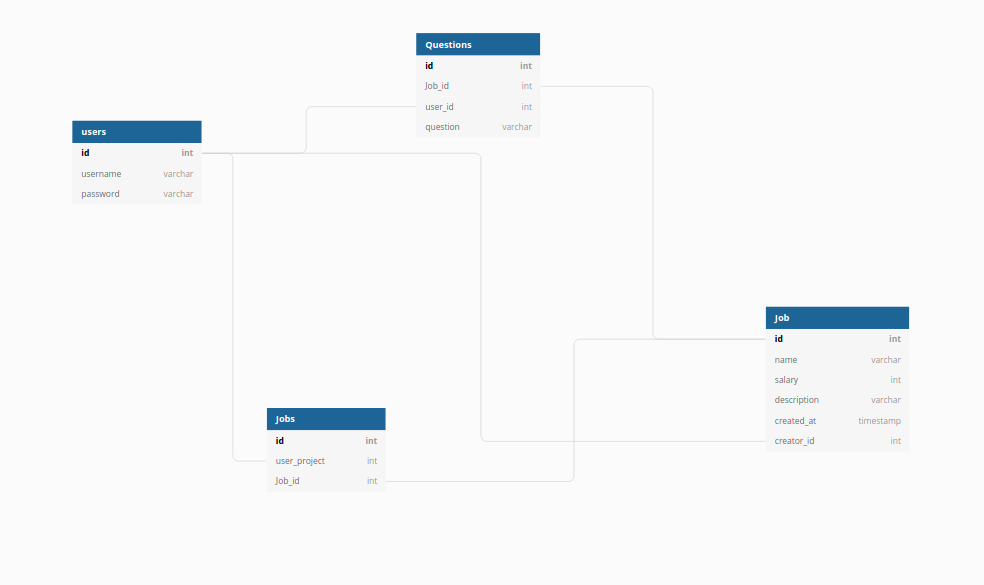 Questions
id int
Job_id int
user_id int
question varchar
users
id int
username varchar
password varchar
Job
id int
name varchar
salary int
description varchar
created_at timestamp
creator_id int
Jobs
id int
user_project int
Job_id int